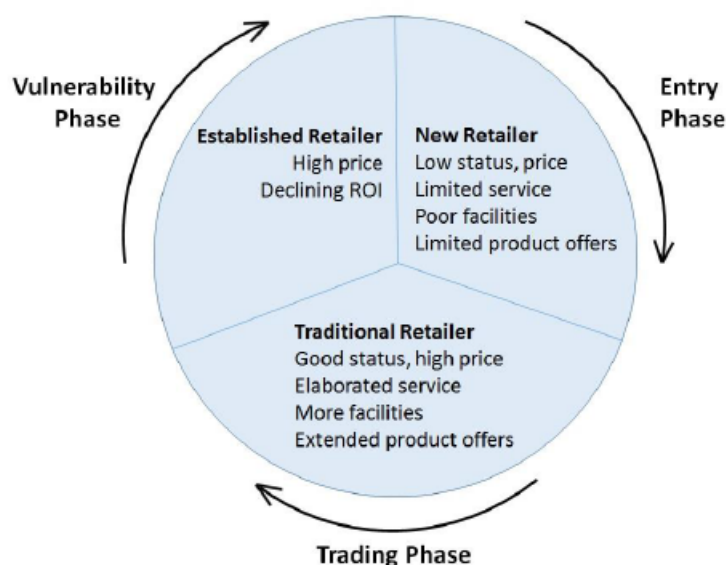 Vulnerability
Phase
Entry
Phase
Established Retailer
High price
Declining ROI
New Retailer
Low status, price
Limited service
Poor facilities
Limited product offers
Traditional Retailer
Good status, high price
Elaborated service
More facilities
Extended product offers
Trading Phase